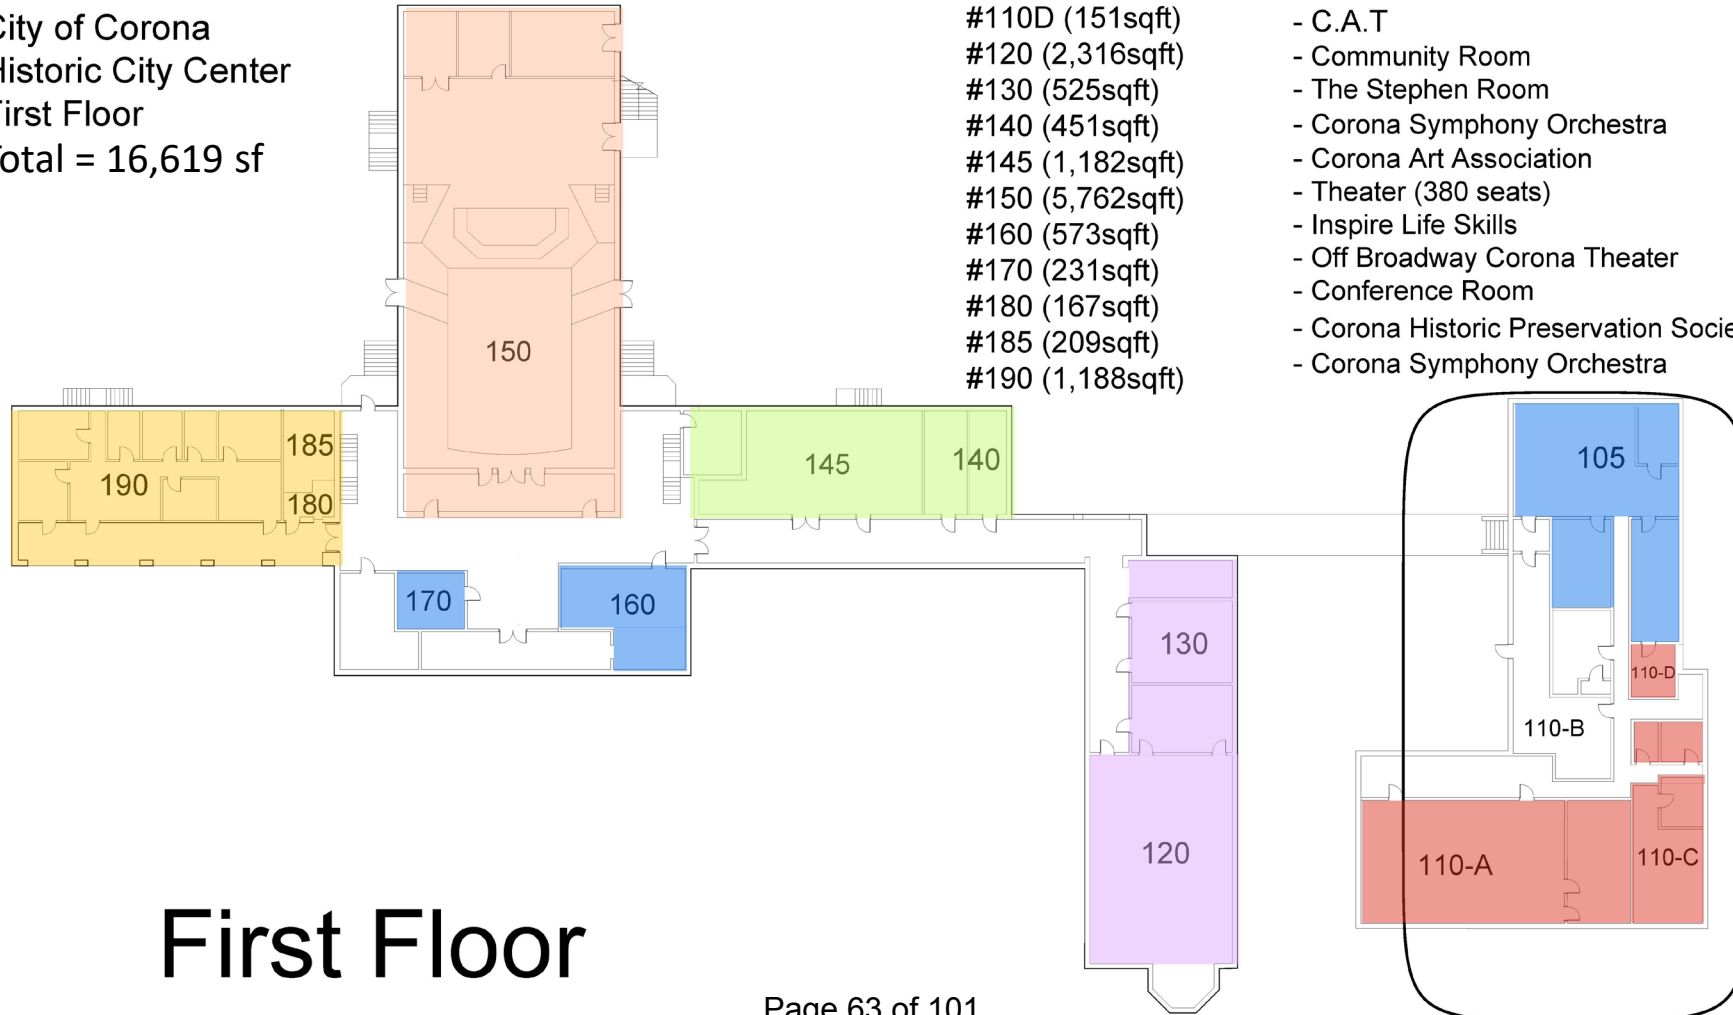 ity of Corona
istoric City Center
irst Floor
otal = 16,619 sf
#110D (151sqft) - C.A.T
#120 (2,316sqft) - Community Room
#130 (525sqft) - The Stephen Room
#140 (451sqft) - Corona Symphony Orchestra
#145 (1,182sqft) - Corona Art Association
#150 (5,762sqft) - Theater (380 seats)
#160 (573sqft) - Inspire Life Skills
#170 (231sqft) - Off Broadway Corona Theater
#180 (167sqft) - Conference Room
#185 (209sqft) - Corona Historic Preservation Socie
#190 (1,188sqft) - Corona Symphony Orchestra
150
185
190
180
145
140
105
170
160
130
110-D
110-B
120
110-A
110-C
First Floor
Page 63 of 101